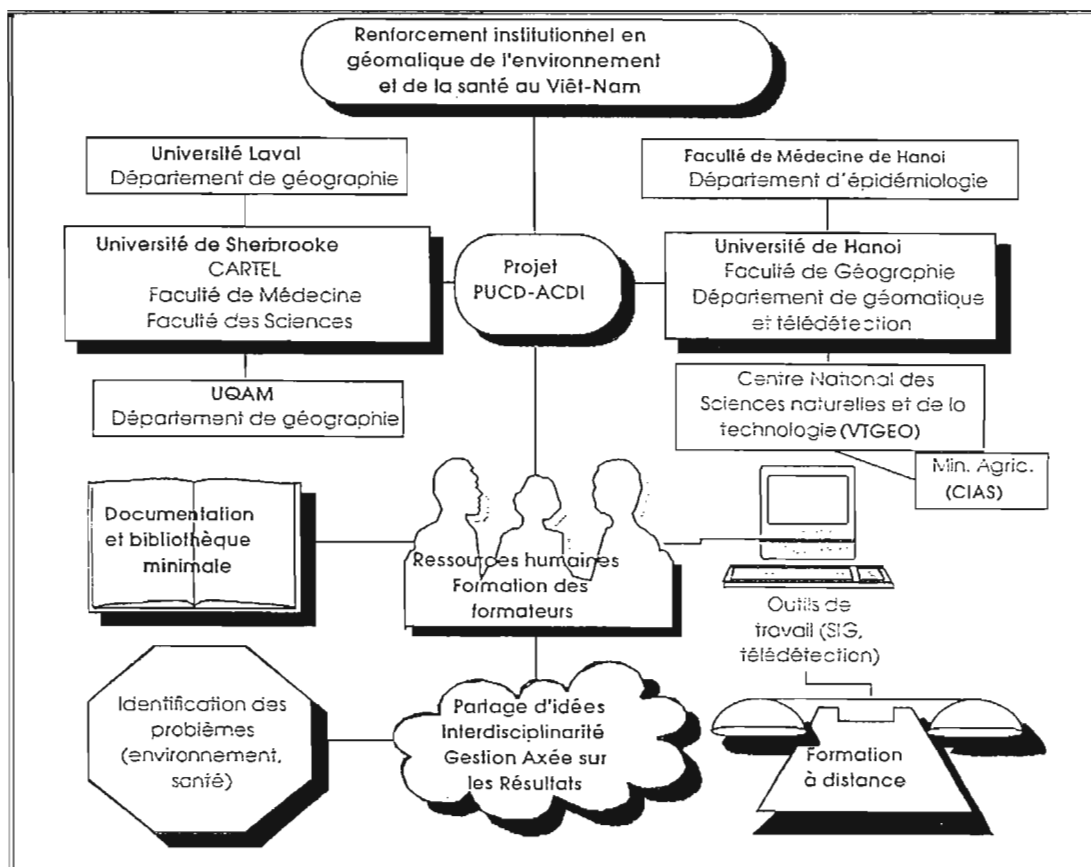 Renforcement institutionnel en
géomalique de l'environnement
et de la santé au Viêt-Nam
Université Laval
Département de géographie
Faculté de Médecine de Hanoi
Département d'épidémiologie
Université de Sherbrooke
CARTEL
Faculté de Médecine
Faculté des Sciences
Projet
PUCD-ACDI
Université de Hanoi
Faculté de Géographie
Département de géomatique
et télédétection
UQAM
Département de géographie
Centre National des
Sciences naturelles et de la
technologie (VTGEO)
Min. Agric.
(CIAS)
Documentation
et bibliothèque
minimale
Ressources humaines
Formation des
formateurs
Outils de
travail (SIG,
télédétection)
Identification des
problèmes
(environnement,
santé)
Partage d'idées
Interdisciplinarité
Gestion Axée sur
les Résultats
Formation
à distance